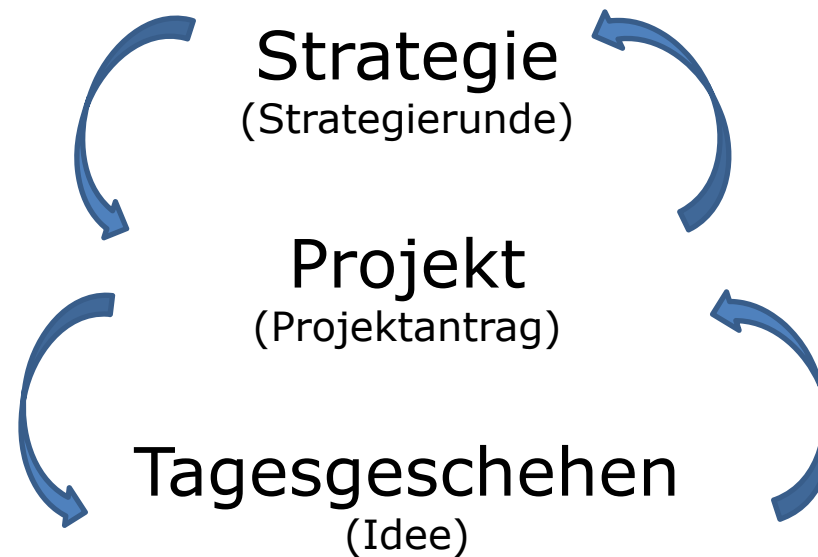 Strategie
(Strategierunde)
Projekt
(Projektantrag)
Tagesgeschehen
(Idee)